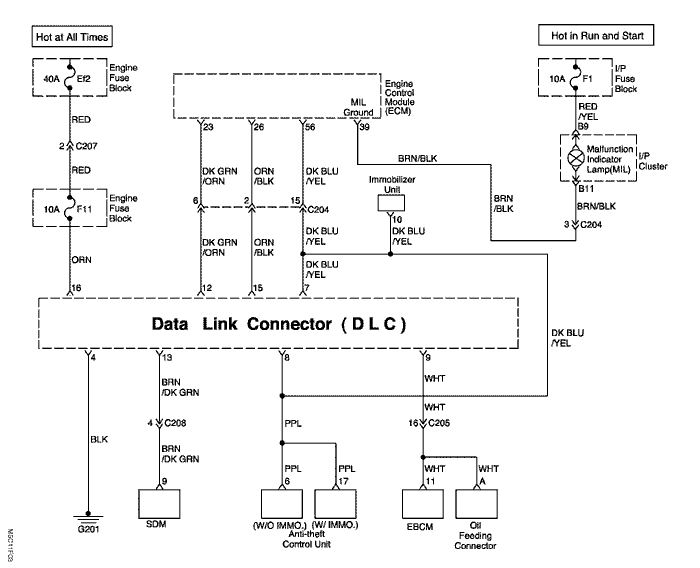 Hot at All Times
Hot in Run and Start
40A Ef2
Engine
Fuse
Block
MIL
Ground
Engine
Control
Module
(ECM)
10A F1
I/P
Fuse
Block
RED
23 26 56 39
RED
/YEL
B9
2 C207
RED
BRN/BLK
Malfunction
Indicator
Lamp(MIL)
I/P
Cluster
B11
DK GRN
/ORN
ORN
/BLK
DK BLU
/YEL
Immobilizer
Unit
10
BRN
/BLK
BRN/BLK
3 C204
10A F11
Engine
Fuse
Block
6 2 15 C204
DK GRN
/ORN
ORN
/BLK
DK BLU
/YEL
DK BLU
/YEL
DK BLU
/YEL
ORN
16 12 15 7
Data Link Connector (DLC)
DK BLU
/YEL
4 13 8 9
BRN
/DK GRN
WHT
WHT
4 C208
PPL
16 C205
BLK
BRN
/DK GRN
PPL
PPL
WHT
WHT
9 6 17 11 A
G201
SDM
(W/O IMMO.) (W/ IMMO.)
Anti-theft
Control Unit
EBCM
Oil
Feeding
Connector